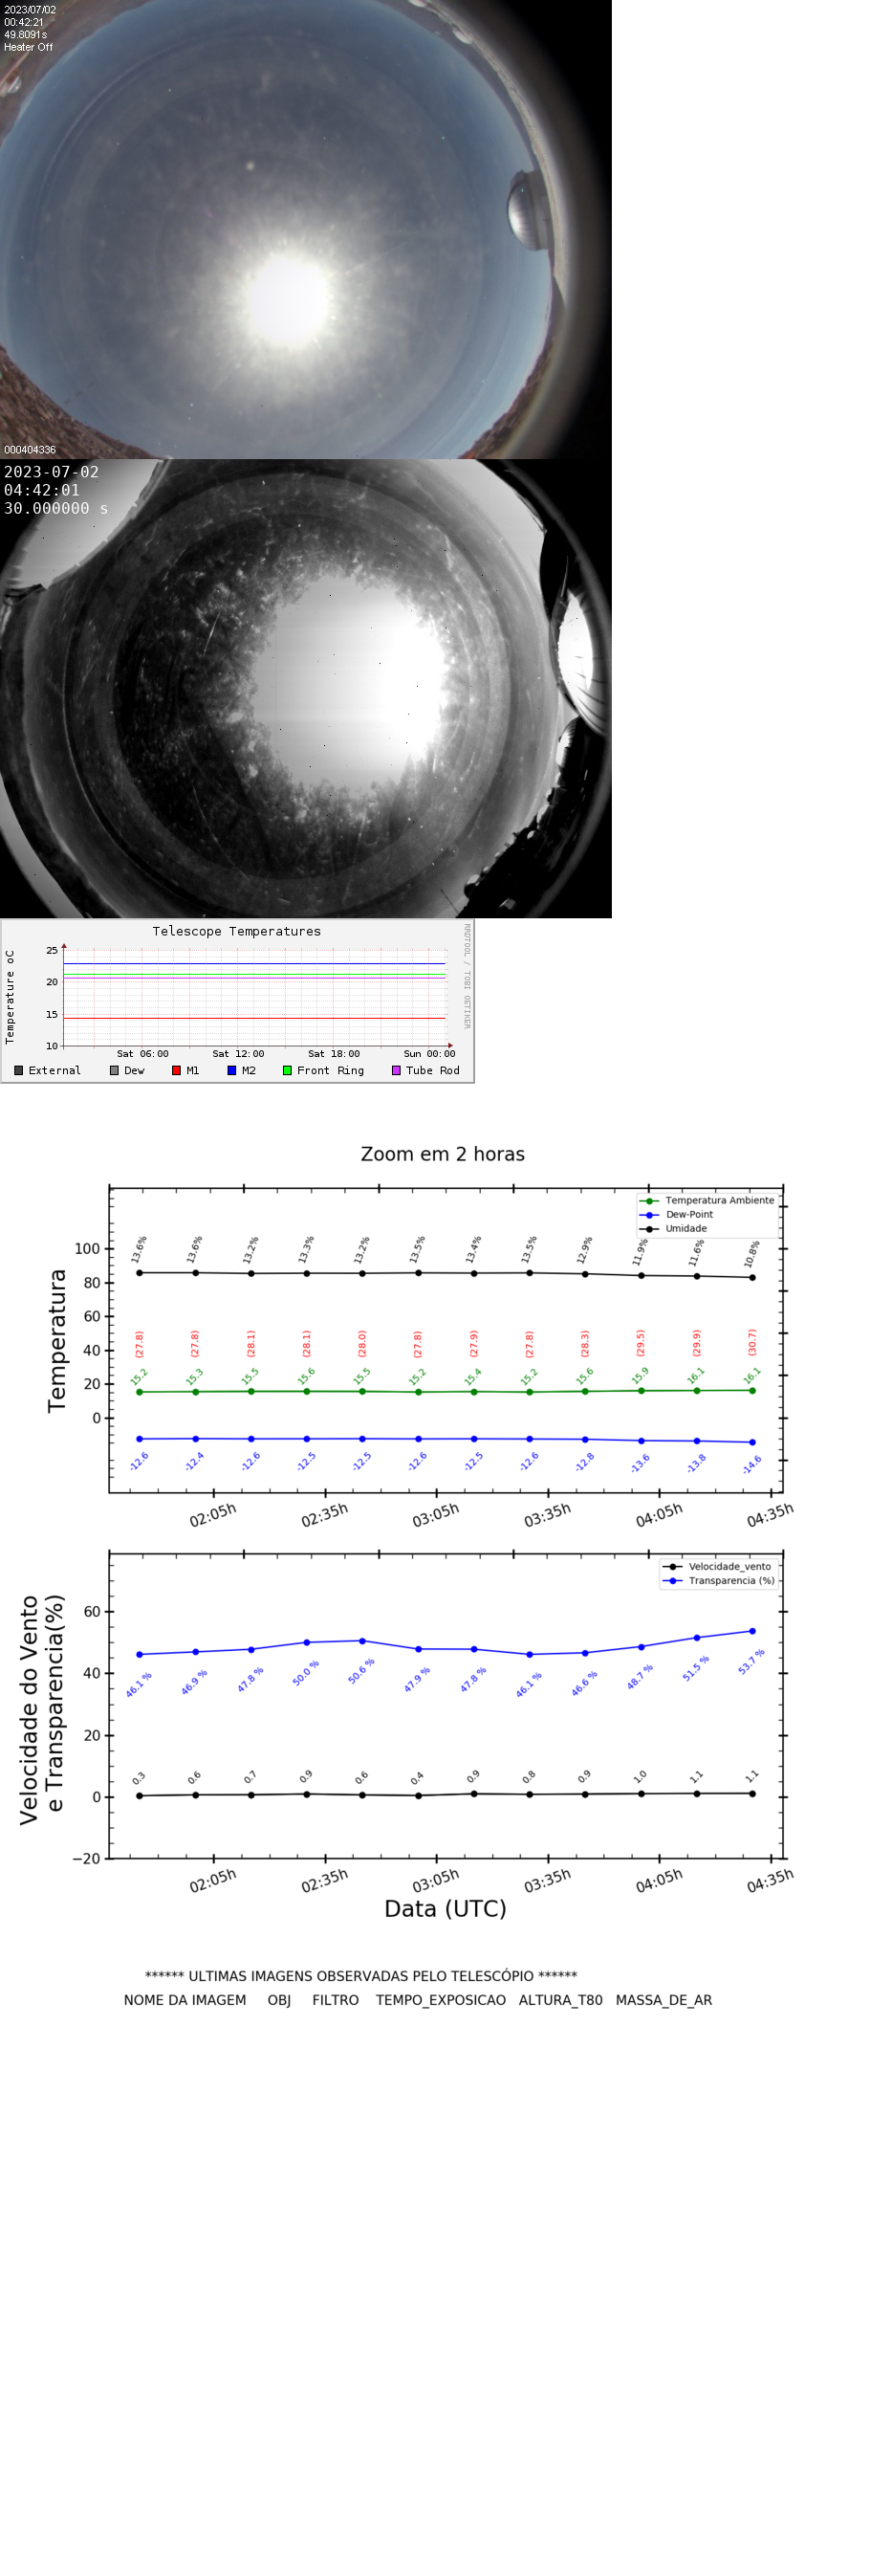 2023/07/02
00:42:21
49.8091s
Heater Off
000404336
2023-07-02
04:42:01
30.000000 s
Telescope Temperatures
RRDTOOL / TOBI OETIKER
Temperature oC
25
20
15
10
Sat 06:00 Sat 12:00 Sat 18:00 Sun 00:00
External Dew M1 M2 Front Ring Tube Rod
Zoom em 2 horas
Temperatura
Temperatura Ambiente
Dew-Point
Umidade
100
80
60
40
20
0
13.6% 13.6% 13.2% 13.3% 13.2% 13.5% 13.4% 13.5% 12.9% 11.9% 11.6% 10.8%
(27.8) (27.8) (28.1) (28.1) (28.0) (27.8) (27.9) (27.8) (28.3) (29.5) (29.9) (30.7)
15.2 15.3 15.5 15.6 15.5 15.2 15.4 15.2 15.6 15.9 16.1 16.1
-12.6 -12.4 -12.6 -12.5 -12.5 -12.6 -12.5 -12.6 -12.8 -13.6 -13.8 -14.6
02:05h 02:35h 03:05h 03:35h 04:05h 04:35h
Velocidade do Vento
e Transparencia(%)
Velocidade_vento
Transparencia (%)
60
40
20
0
−20
46.1 % 46.9 % 47.8 % 50.0 % 50.6 % 47.9 % 47.8 % 46.1 % 46.6 % 48.7 % 51.5 % 53.7 %
0.3 0.6 0.7 0.9 0.6 0.4 0.9 0.8 0.9 1.0 1.1 1.1
02:05h 02:35h 03:05h 03:35h 04:05h 04:35h
Data (UTC)
****** ULTIMAS IMAGENS OBSERVADAS PELO TELESCÓPIO ******
NOME DA IMAGEM OBJ FILTRO TEMPO_EXPOSICAO ALTURA_T80 MASSA_DE_AR